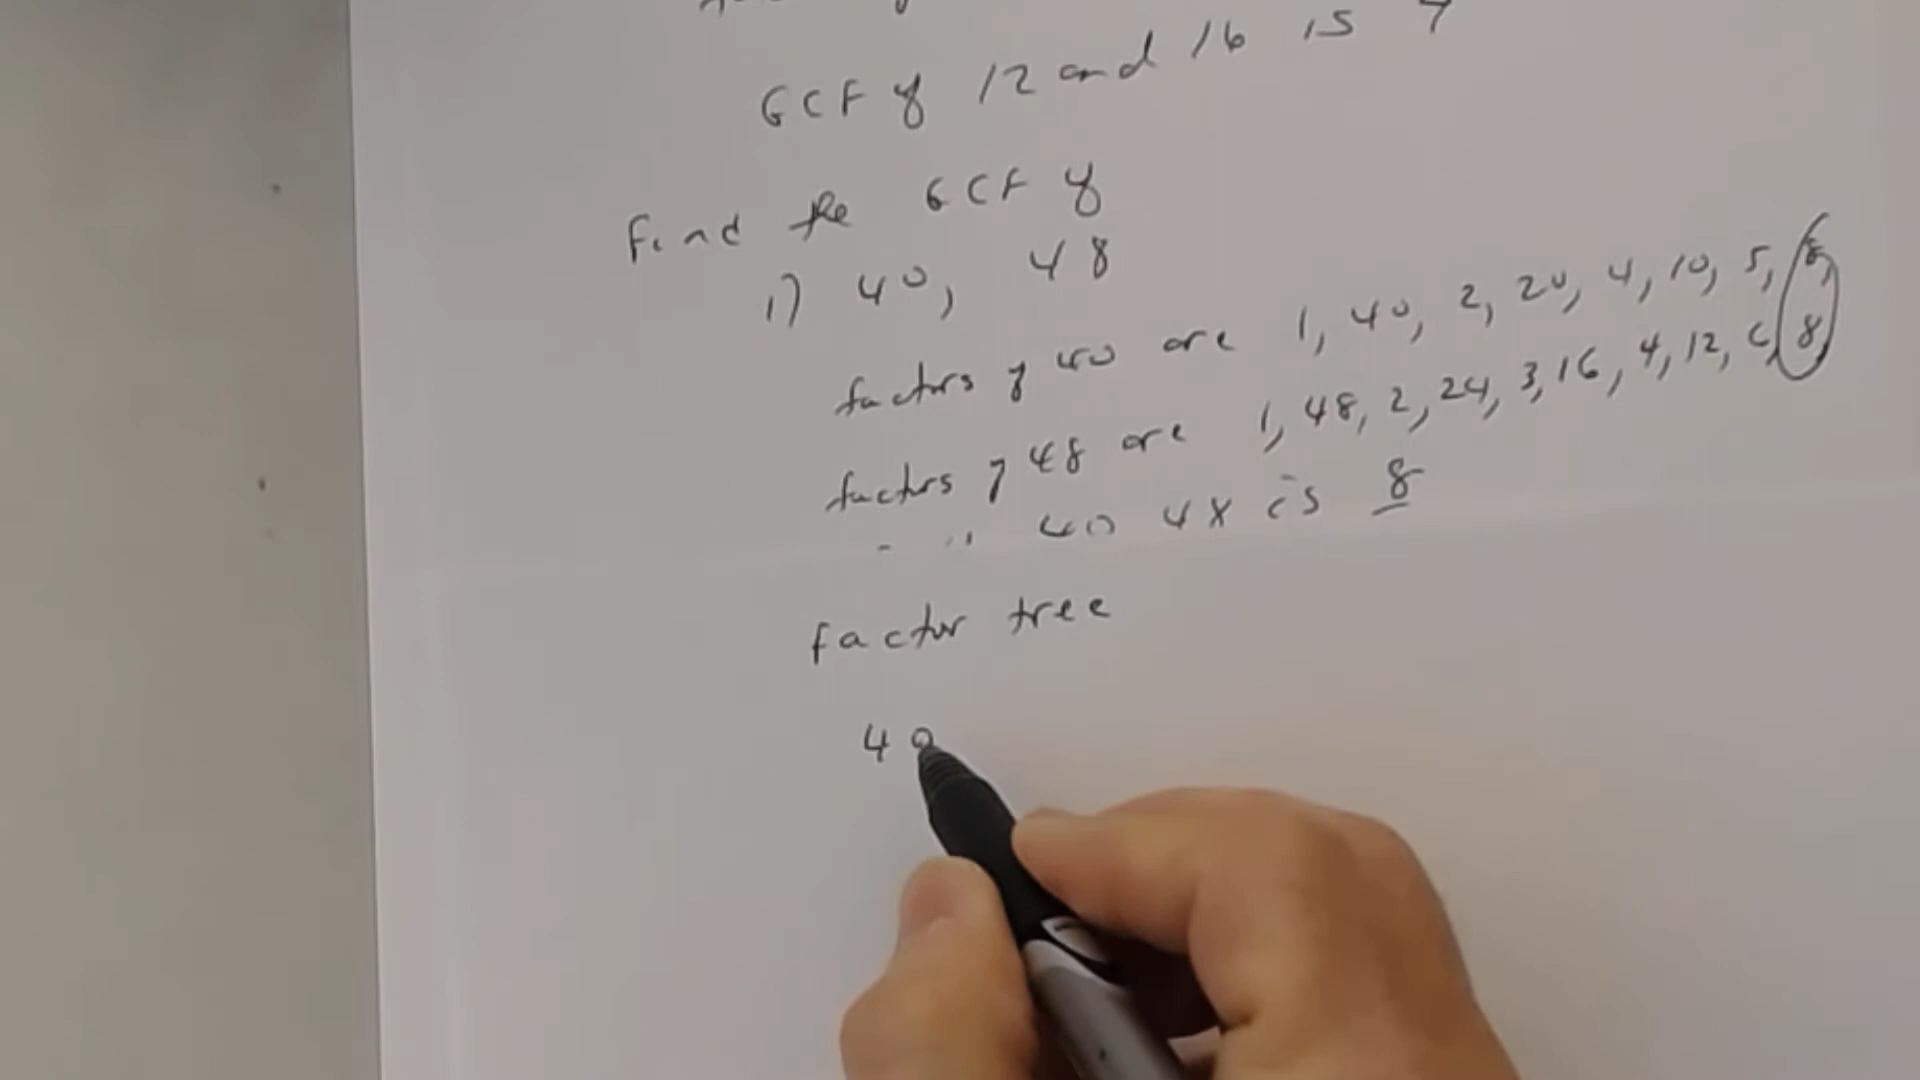 GCF of 12 and 16 is 4
Find the GCF of
1) 40, 48
factors of 40 are 1, 40, 2, 20, 4, 10, 5, 8,
factors of 48 are 1, 48, 2, 24, 3, 16, 4, 12, 6, 8,
40 48 is 8
factor tree
40